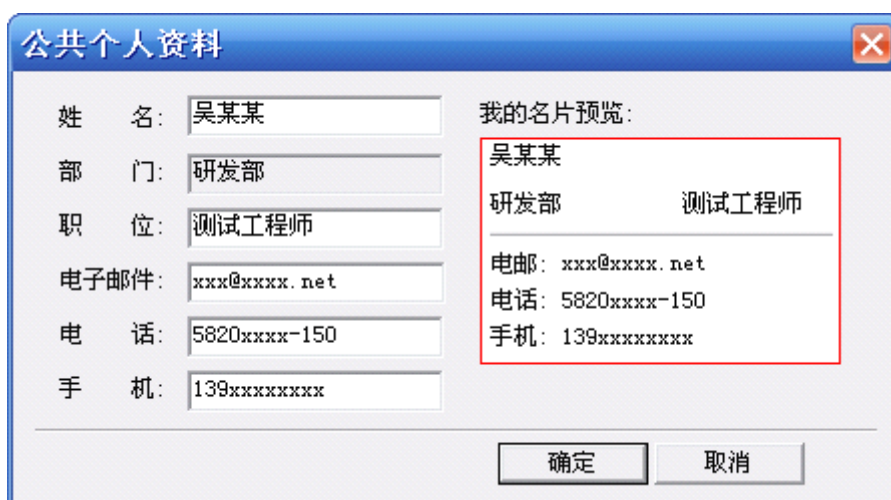 公共个人资料
姓 名: 吴某某
部 门: 研发部
职 位: 测试工程师
电子邮件: xxx@xxxx.net
电 话: 5820xxxx-150
手 机: 139xxxxxxxx
我的名片预览:
吴某某
研发部 测试工程师
电邮: xxx@xxxx.net
电话: 5820xxxx-150
手机: 139xxxxxxxx
确定 取消